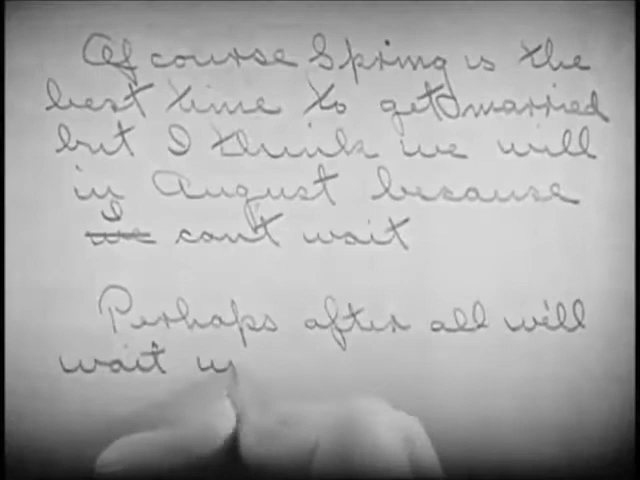 Of course Spring is the
best time to get married
but I think we will
in August because
I
we can't wait
Perhaps after all will
wait